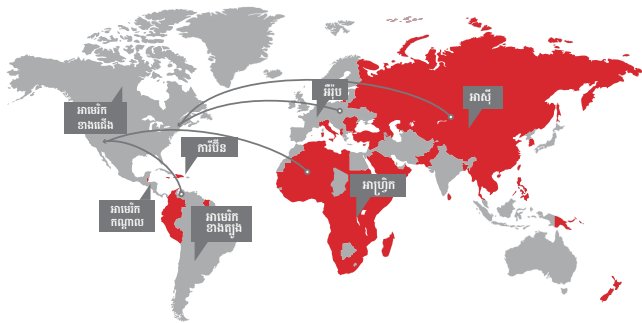 អឺរ៉ុប
អាស៊ី
អាមេរិក
ខាងជើង
ការីប៊ីន
អាហ្វ្រិក
អាមេរិក
កណ្តាល
អាមេរិក
ខាងត្បូង